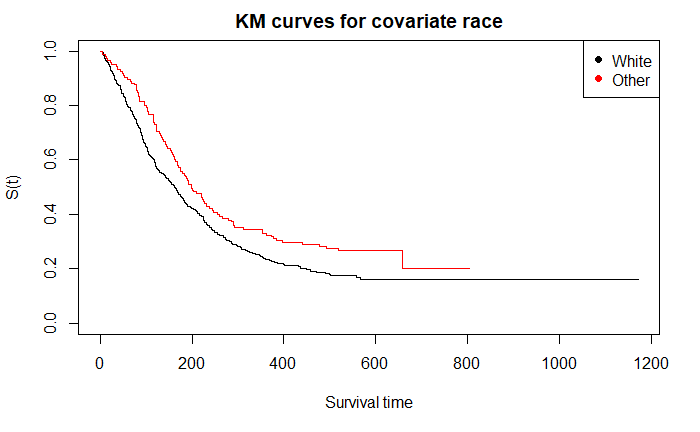 KM curves for covariate race
White
Other
S(t)
1.0
0.8
0.6
0.4
0.2
0.0
0 200 400 600 800 1000 1200
Survival time